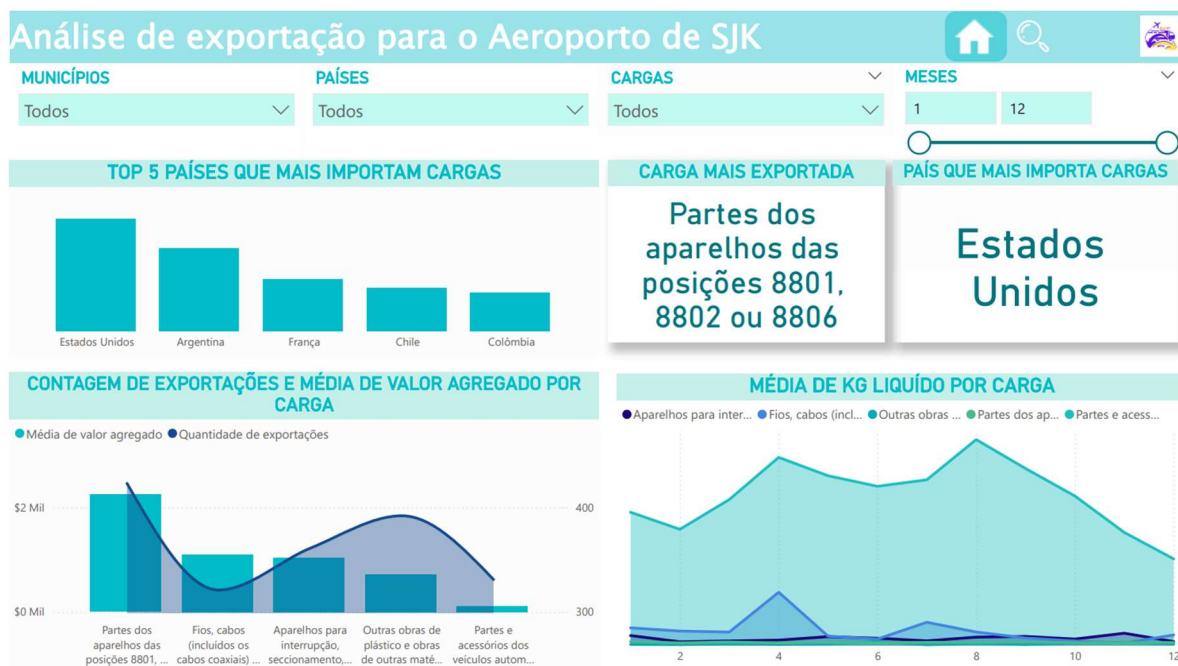 Análise de exportação para o Aeroporto de SJK
MUNICÍPIOS
Todos
PAÍSES
Todos
CARGAS
Todos
MESES
1
12
TOP 5 PAÍSES QUE MAIS IMPORTAM CARGAS
Estados Unidos
Argentina
França
Chile
Colômbia
CARGA MAIS EXPORTADA
Partes dos
aparelhos das
posições 8801,
8802 ou 8806
PAÍS QUE MAIS IMPORTA CARGAS
Estados
Unidos
CONTAGEM DE EXPORTAÇÕES E MÉDIA DE VALOR AGREGADO POR
CARGA
Média de valor agregado
Quantidade de exportações
$2 Mil
400
$0 Mil
300
Partes dos
aparelhos das
posições 8801, ...
Fios, cabos
(incluidos os
cabos coaxiais) ...
Aparelhos para
interrupção,
seccionamento,...
Outras obras de
plástico e obras
de outras maté...
Partes e
acessórios dos
veículos autom...
MÉDIA DE KG LIQUÍDO POR CARGA
Aparelhos para inter...
Fios, cabos (incl...
Outras obras ...
Partes dos ap...
Partes e acess...
2
4
6
8
10
12